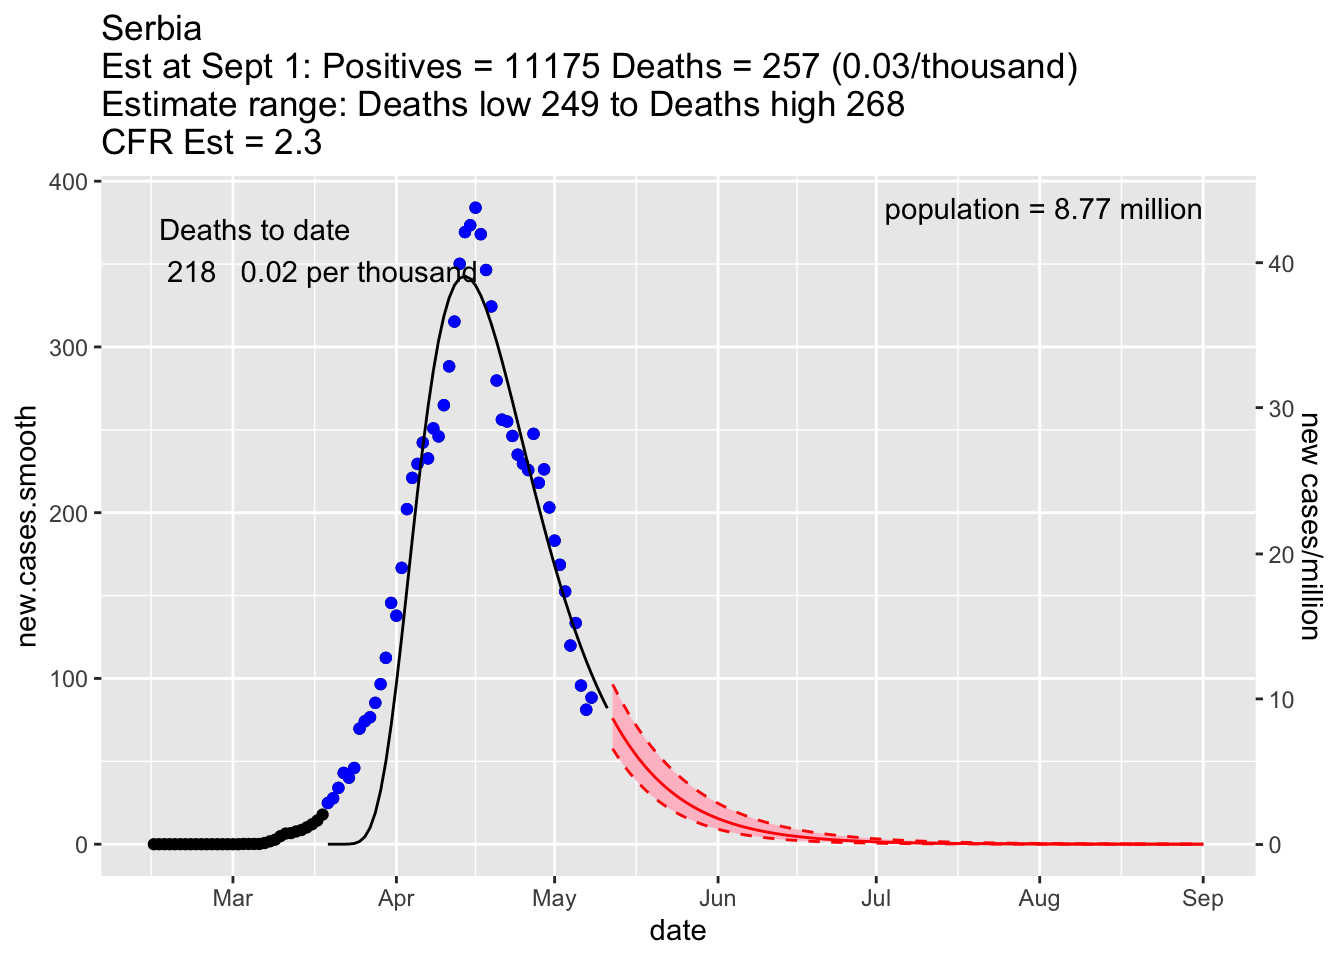 Serbia
Est at Sept 1: Positives = 11175 Deaths = 257 (0.03/thousand)
Estimate range: Deaths low 249 to Deaths high 268
CFR Est = 2.3
400
300
200
100
0
new.cases.smooth
Deaths to date
218 0.02 per thousand
population = 8.77 million
40
30
20
10
0
new cases/million
Mar Apr May Jun Jul Aug Sep
date